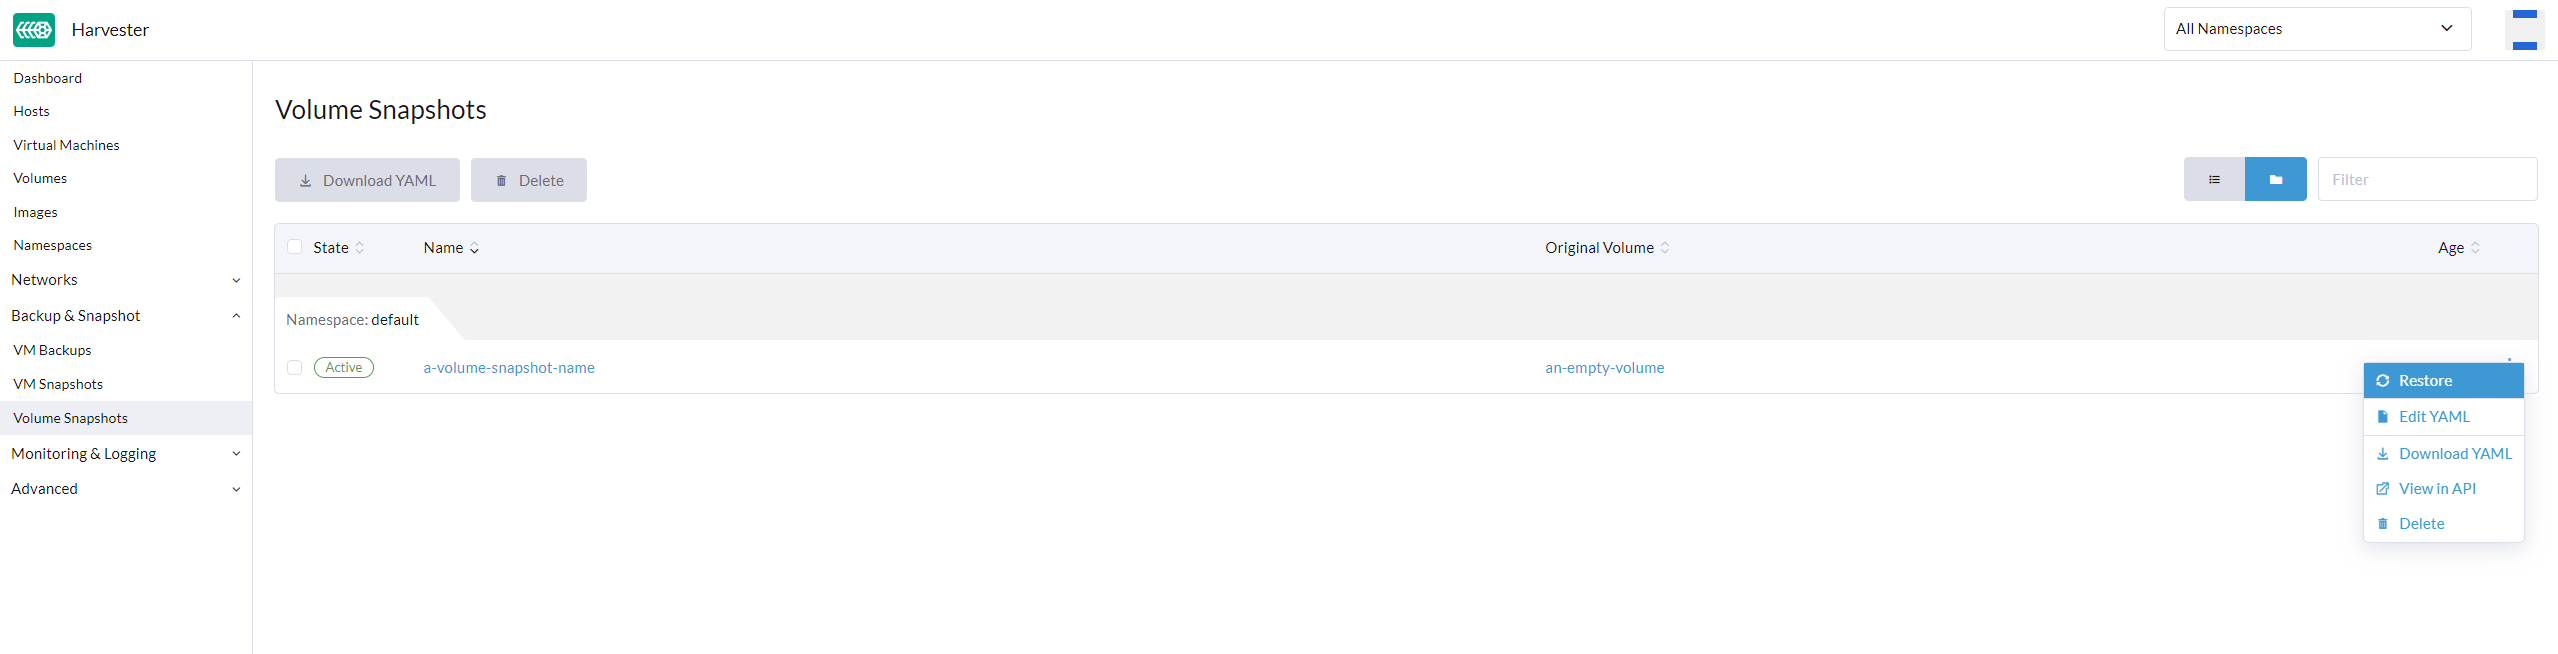 Harvester
All Namespaces
Dashboard
Hosts
Virtual Machines
Volumes
Images
Namespaces
Networks
Backup & Snapshot
VM Backups
VM Snapshots
Volume Snapshots
Monitoring & Logging
Advanced
Volume Snapshots
Download YAML Delete
Filter
State Name Original Volume Age
Namespace: default
Active a-volume-snapshot-name an-empty-volume
Restore
Edit YAML
Download YAML
View in API
Delete